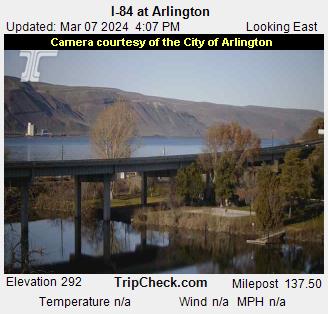 I-84 at Arlington
Updated: Mar 07 2024 4:07 PM Looking East
Camera courtesy of the City of Arlington
Elevation 292 TripCheck.com Milepost 137.50
Temperature n/a Wind n/a MPH n/a